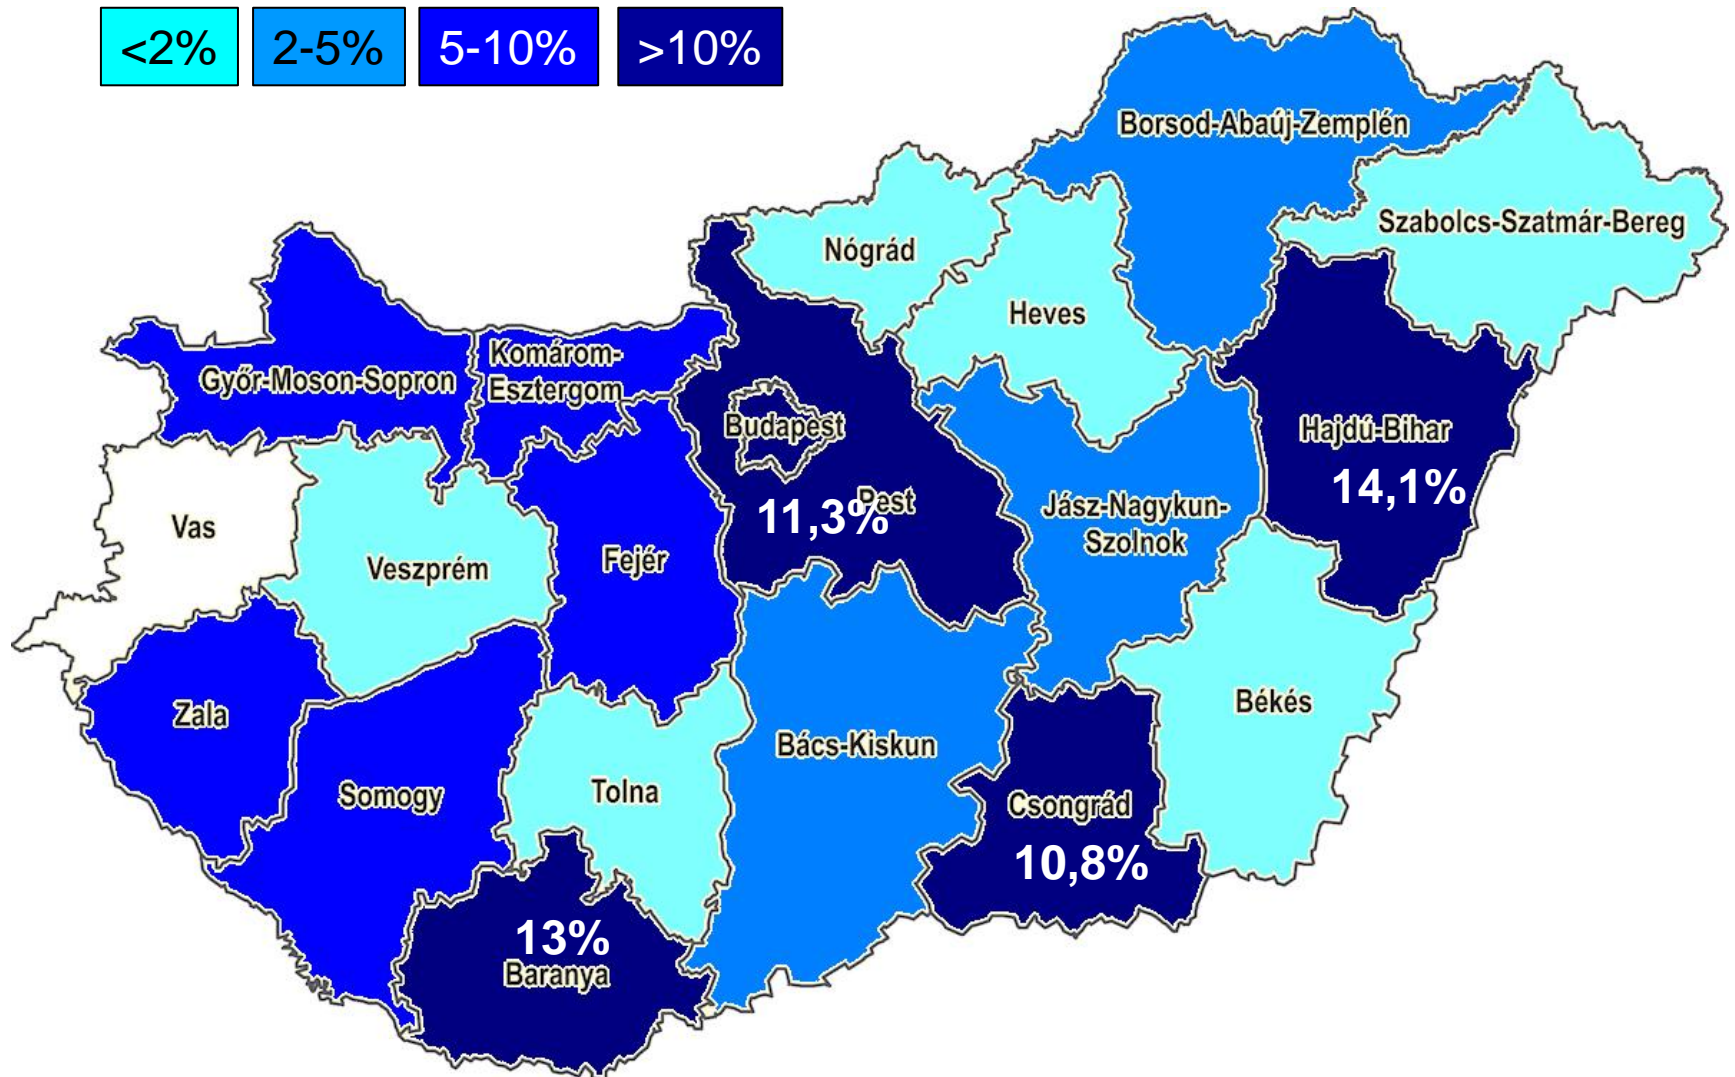 <2% 2-5% 5-10% >10%
Borsod-Abaúj-Zemplén
Szabolcs-Szatmár-Bereg
Nógrád
Heves
Komárom-
Esztergom
Győr-Moson-Sopron
Budapest
Hajdú-Bihar
14,1%
Pest
11,3%
Jász-Nagykun-
Szolnok
Vas
Veszprém
Fejér
Zala
Békés
Bács-Kiskun
Somogy
Tolna
Csongrád
10,8%
13%
Baranya